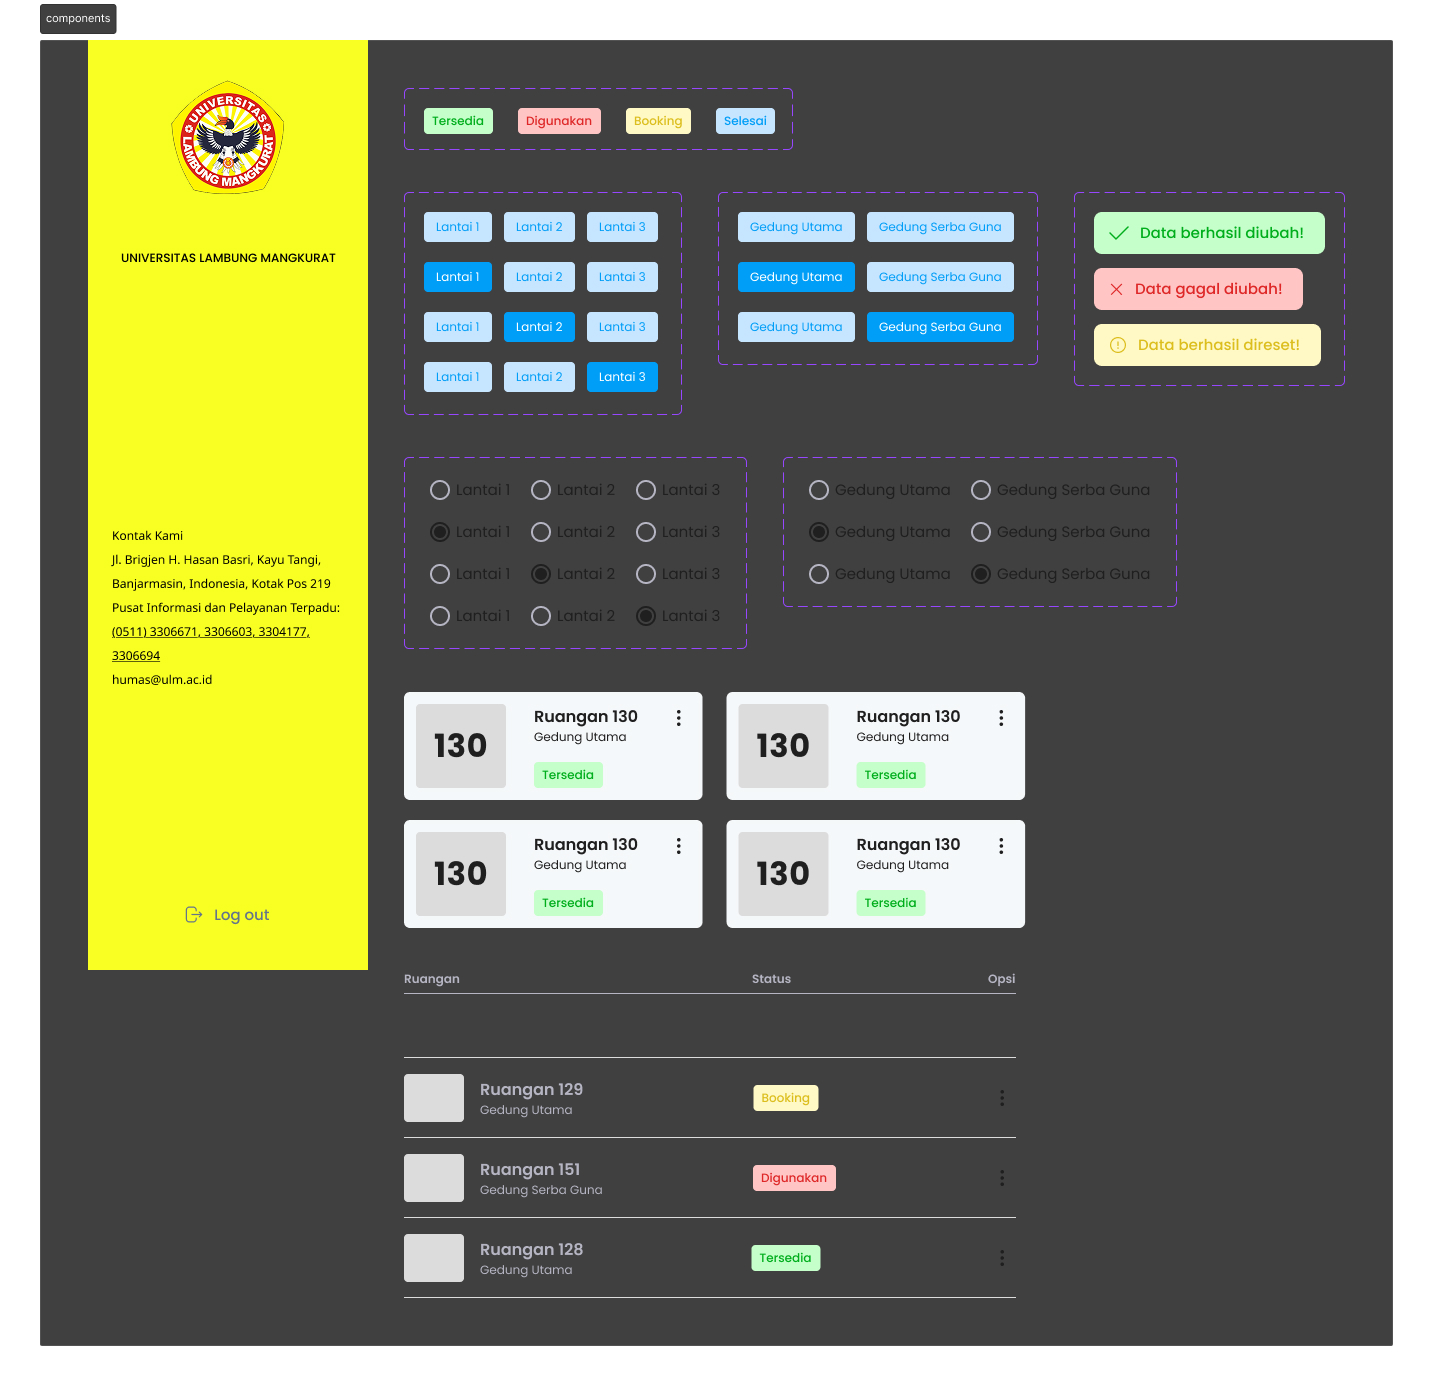 components
UNIVERSITAS
LAMBUNG MANGKURAT
UNIVERSITAS LAMBUNG MANGKURAT
Kontak Kami
Jl. Brigjen H. Hasan Basri, Kayu Tangi,
Banjarmasin, Indonesia, Kotak Pos 219
Pusat Informasi dan Pelayanan Terpadu:
(0511) 3306671, 3306603, 3304177,
3306694
humas@ulm.ac.id
Log out
Tersedia Digunakan Booking Selesai
Lantai 1 Lantai 2 Lantai 3
Lantai 1 Lantai 2 Lantai 3
Lantai 1 Lantai 2 Lantai 3
Lantai 1 Lantai 2 Lantai 3
Gedung Utama Gedung Serba Guna
Gedung Utama Gedung Serba Guna
Gedung Utama Gedung Serba Guna
Data berhasil diubah!
Data gagal diubah!
Data berhasil direset!
Lantai 1 Lantai 2 Lantai 3
Lantai 1 Lantai 2 Lantai 3
Lantai 1 Lantai 2 Lantai 3
Lantai 1 Lantai 2 Lantai 3
Gedung Utama Gedung Serba Guna
Gedung Utama Gedung Serba Guna
Gedung Utama Gedung Serba Guna
130
Ruangan 130
Gedung Utama
Tersedia
130
Ruangan 130
Gedung Utama
Tersedia
130
Ruangan 130
Gedung Utama
Tersedia
130
Ruangan 130
Gedung Utama
Tersedia
Ruangan Status Opsi
Ruangan 129
Gedung Utama
Booking
Ruangan 151
Gedung Serba Guna
Digunakan
Ruangan 128
Gedung Utama
Tersedia